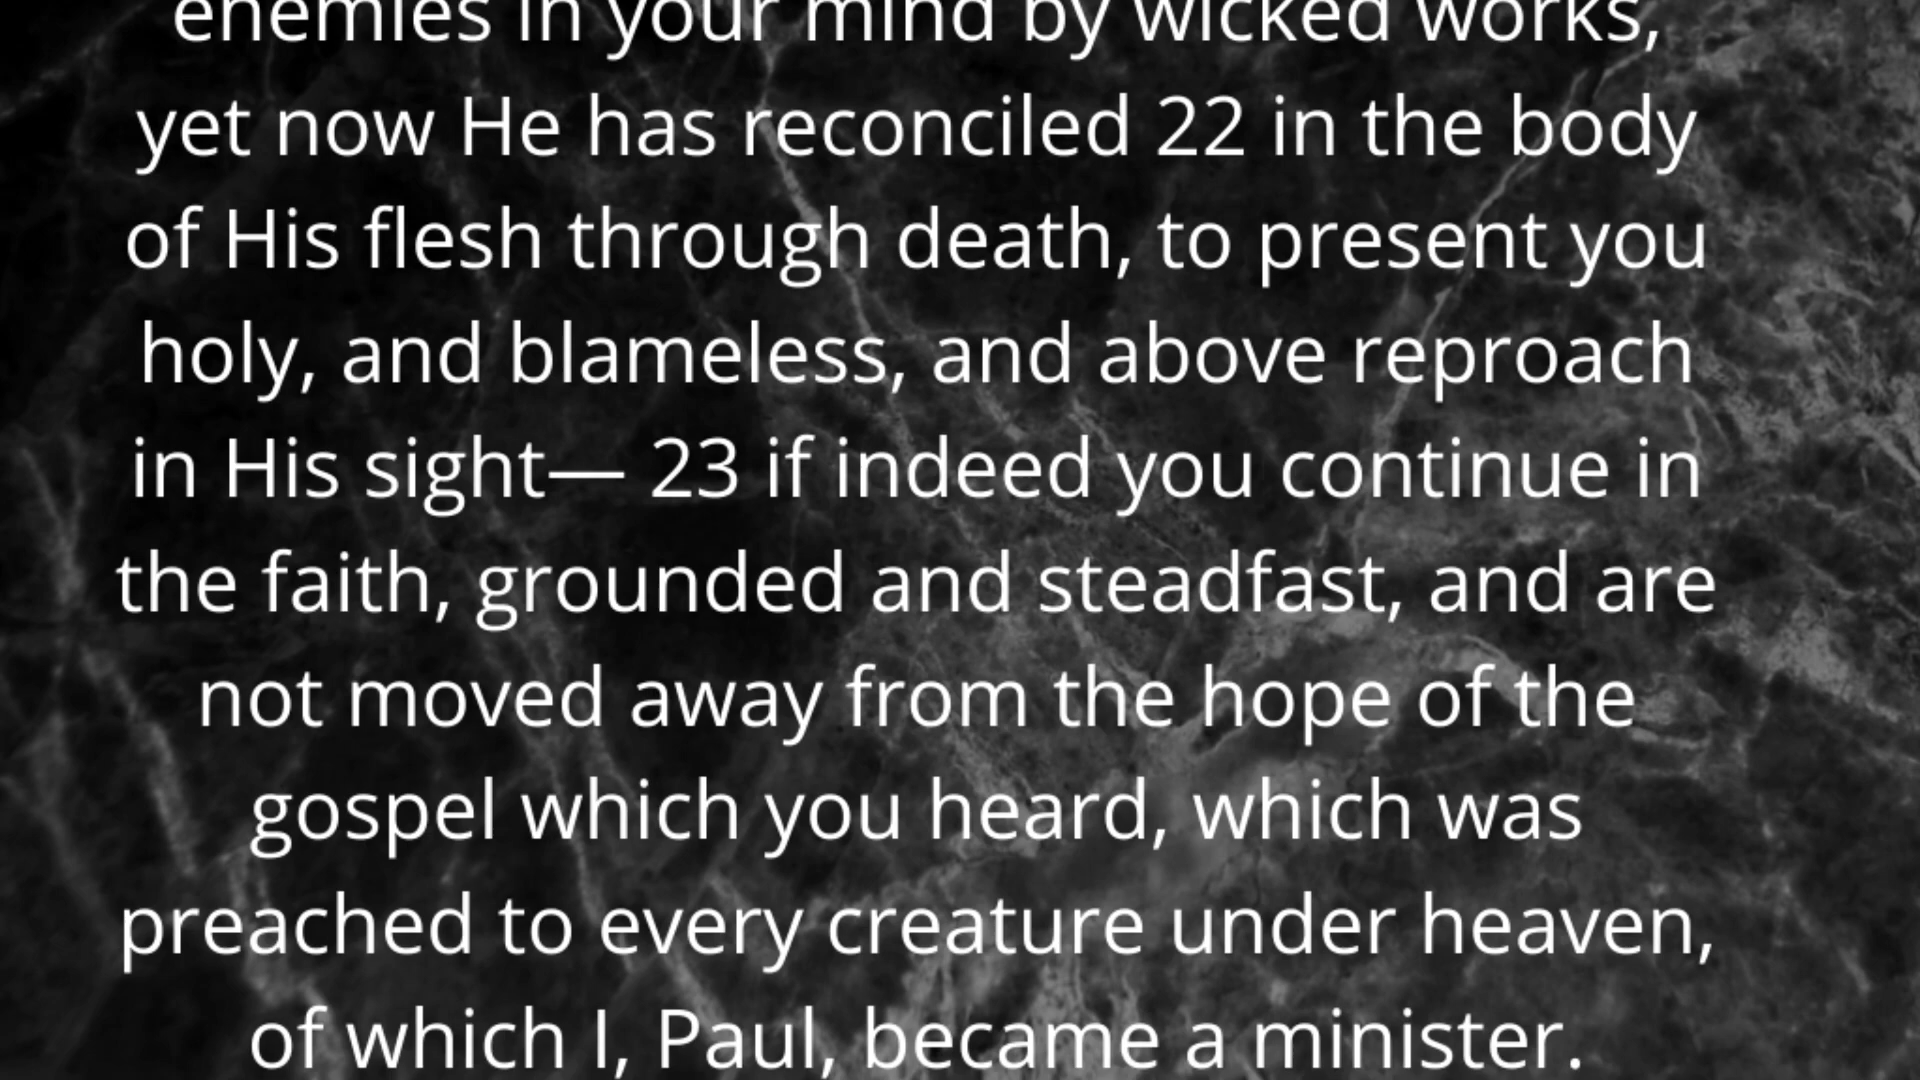 enemies in your mind by wicked works,
yet now He has reconciled 22 in the body
of His flesh through death, to present you
holy, and blameless, and above reproach
in His sight— 23 if indeed you continue in
the faith, grounded and steadfast, and are
not moved away from the hope of the
gospel which you heard, which was
preached to every creature under heaven,
of which I, Paul, became a minister.